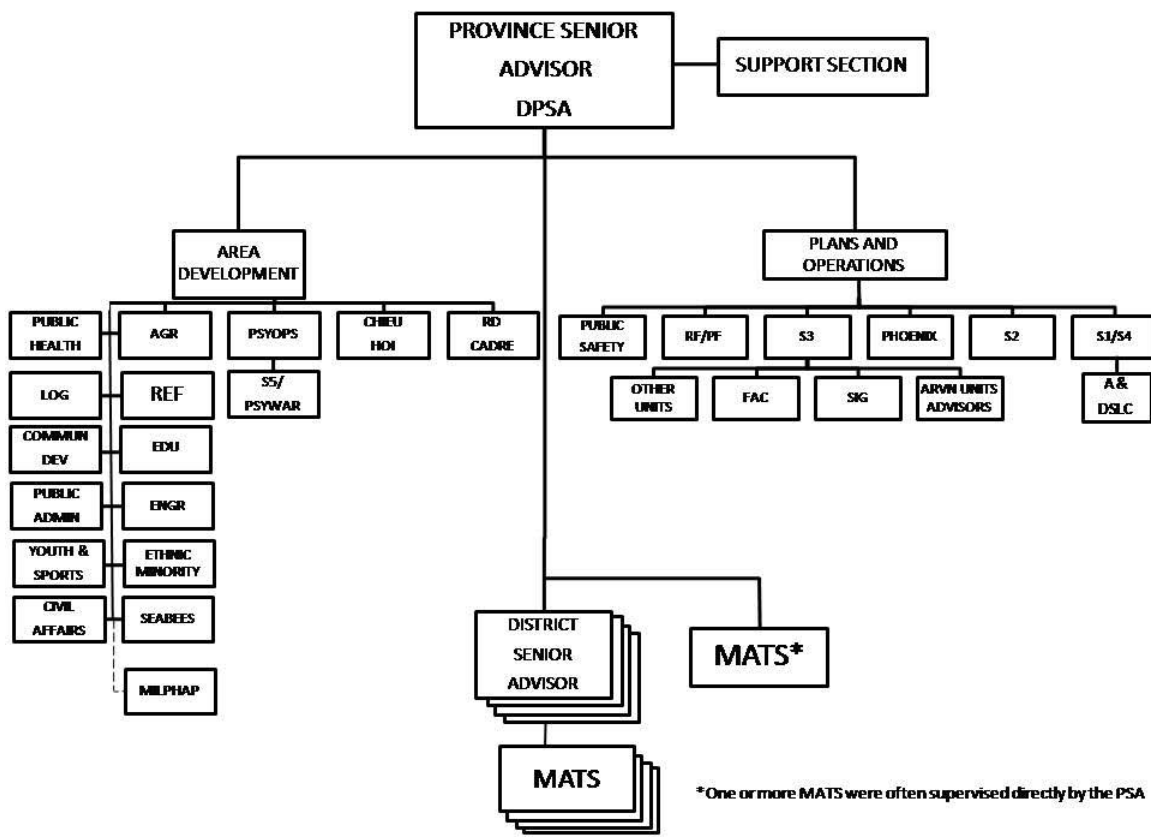 PROVINCE SENIOR
ADVISOR
DPSA
SUPPORT SECTION
AREA
DEVELOPMENT
PLANS AND
OPERATIONS
PUBLIC
HEALTH
AGR
PSYOPS
CHIEU
HOI
RD
CADRE
PUBLIC
SAFETY
RF/PF
S3
PHOENIX
S2
S1/S4
LOG
REF
S5/
PSYWAR
OTHER
UNITS
FAC
SIG
ARVN UNITS
ADVISORS
A &
DSLC
COMMUN
DEV
EDU
PUBLIC
ADMIN
ENGR
YOUTH &
SPORTS
ETHNIC
MINORITY
CIVIL
AFFAIRS
SEABEES
MILPHAP
DISTRICT
SENIOR
ADVISOR
MATS*
MATS
*One or more MATS were often supervised directly by the PSA